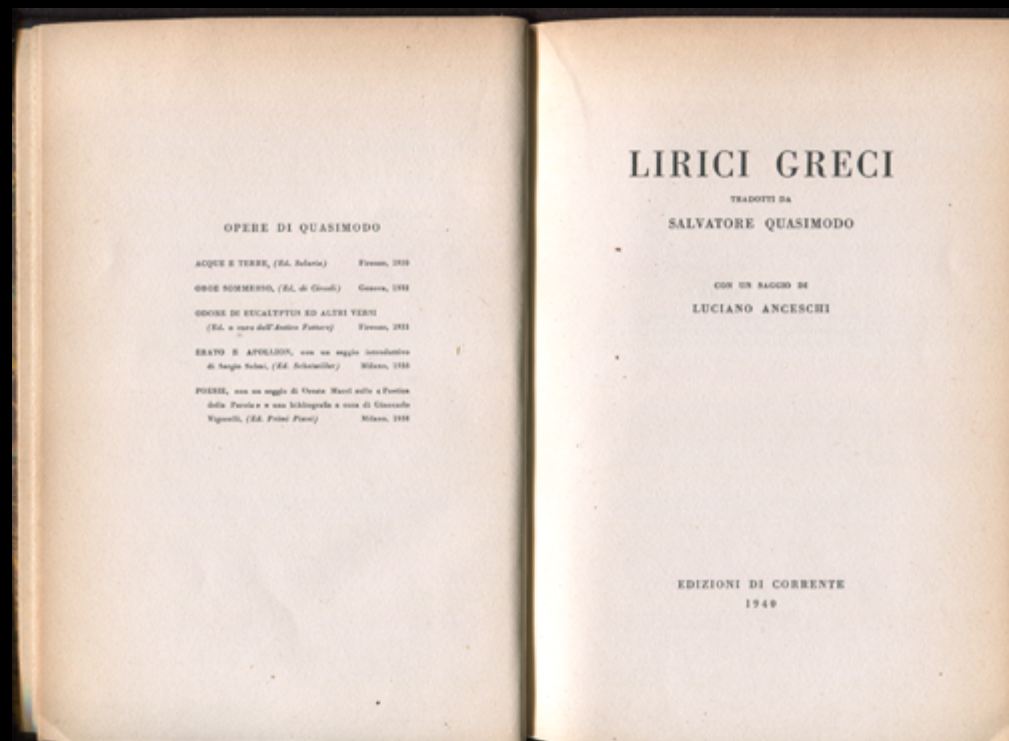 OPERE DI QUASIMODO
ACQUE E TERRE, (Ed. Solaria) Firenze, 1930
OBOE SOMMERSO, (Ed. di Circoli) Genova, 1932
ODORE DI EUCALYPTUS ED ALTRI VERSI
(Ed. a cura dell'Antico Fattore) Firenze, 1933
ERATO E APOLLION, con un saggio introduttivo
di Sergio Solmi, (Ed. Scheiwiller) Milano, 1936
POESIE, con un saggio di Oreste Macrì sulla « Poetica
della Parola » e una bibliografia a cura di Giancarlo
Vigorelli, (Ed. Primi Piani) Milano, 1938
LIRICI GRECI
TRADOTTI DA
SALVATORE QUASIMODO
CON UN SAGGIO DI
LUCIANO ANCESCHI
EDIZIONI DI CORRENTE
1940